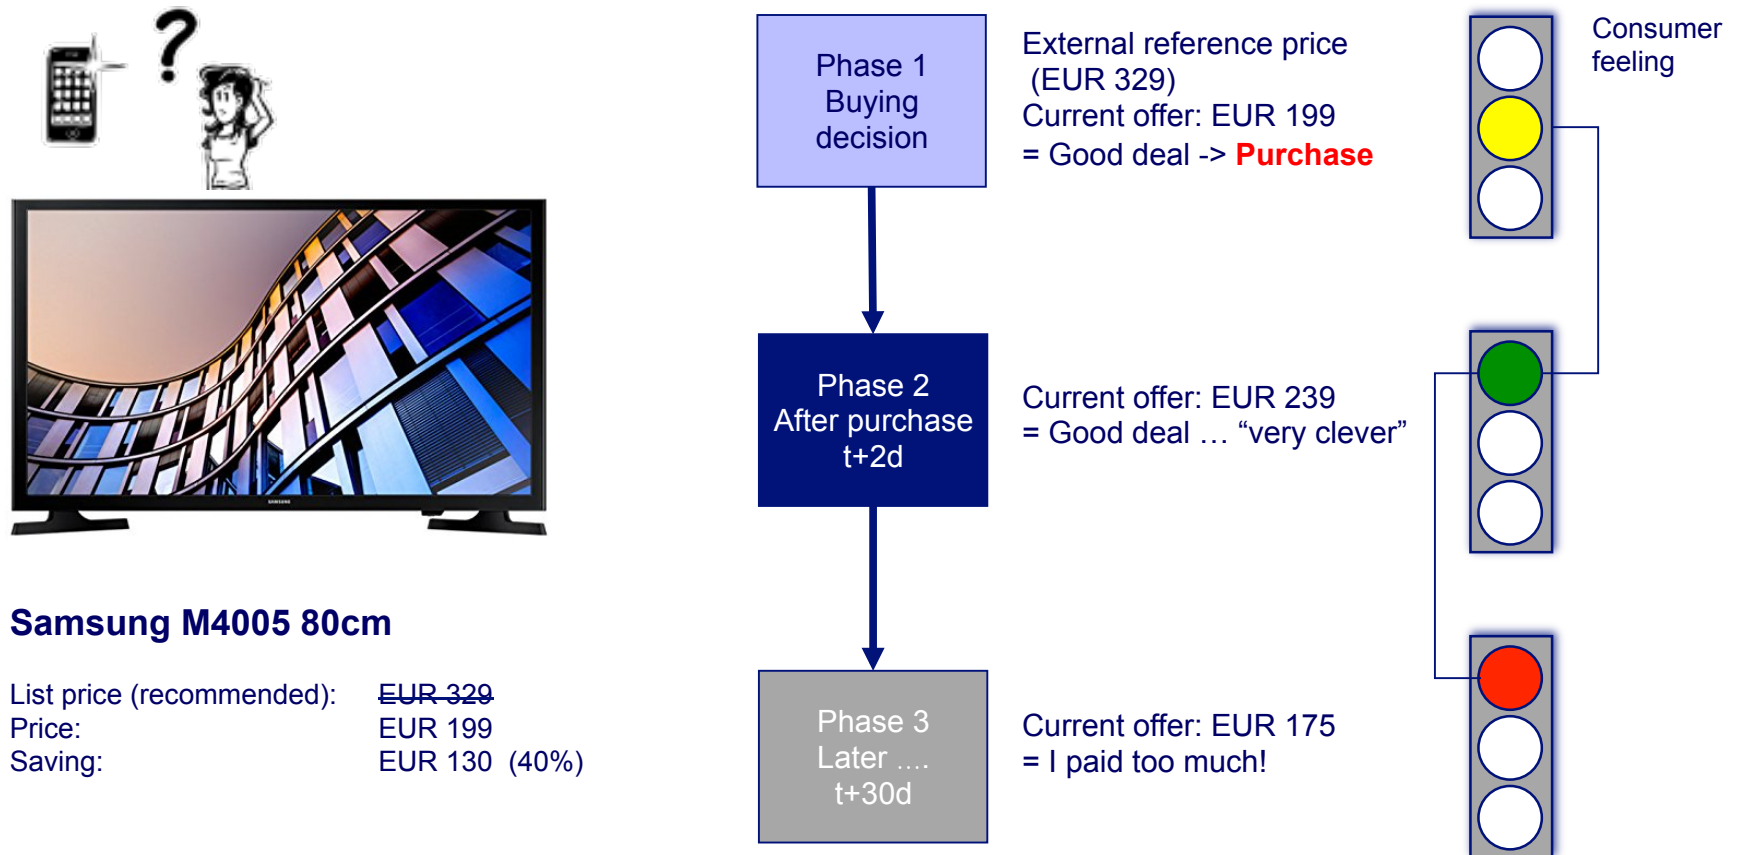 ?
Samsung M4005 80cm
List price (recommended): EUR 329
Price: EUR 199
Saving: EUR 130 (40%)
Phase 1
Buying
decision
External reference price
(EUR 329)
Current offer: EUR 199
= Good deal -> Purchase
Consumer
feeling
Phase 2
After purchase
t+2d
Current offer: EUR 239
= Good deal … “very clever”
Phase 3
Later ....
t+30d
Current offer: EUR 175
= I paid too much!
SAMSUNG